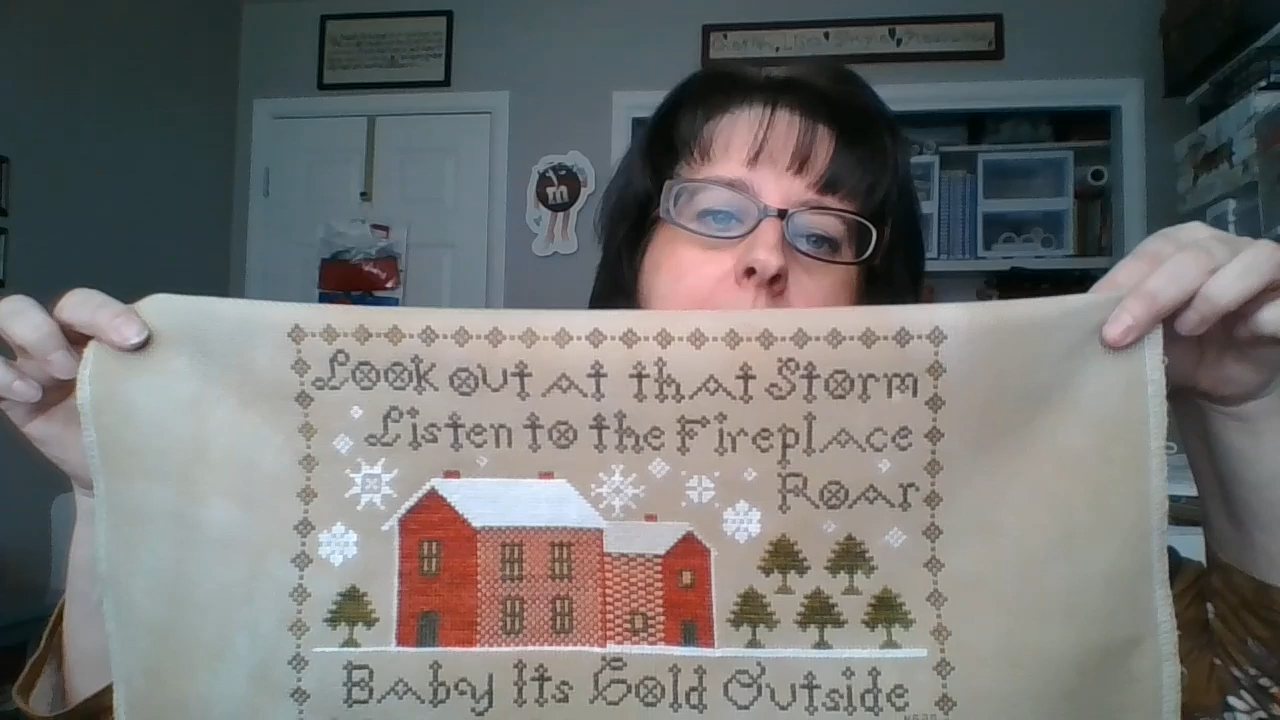 m
Look out at that Storm
Listen to the Fireplace
Roar
Baby Its Cold Outside